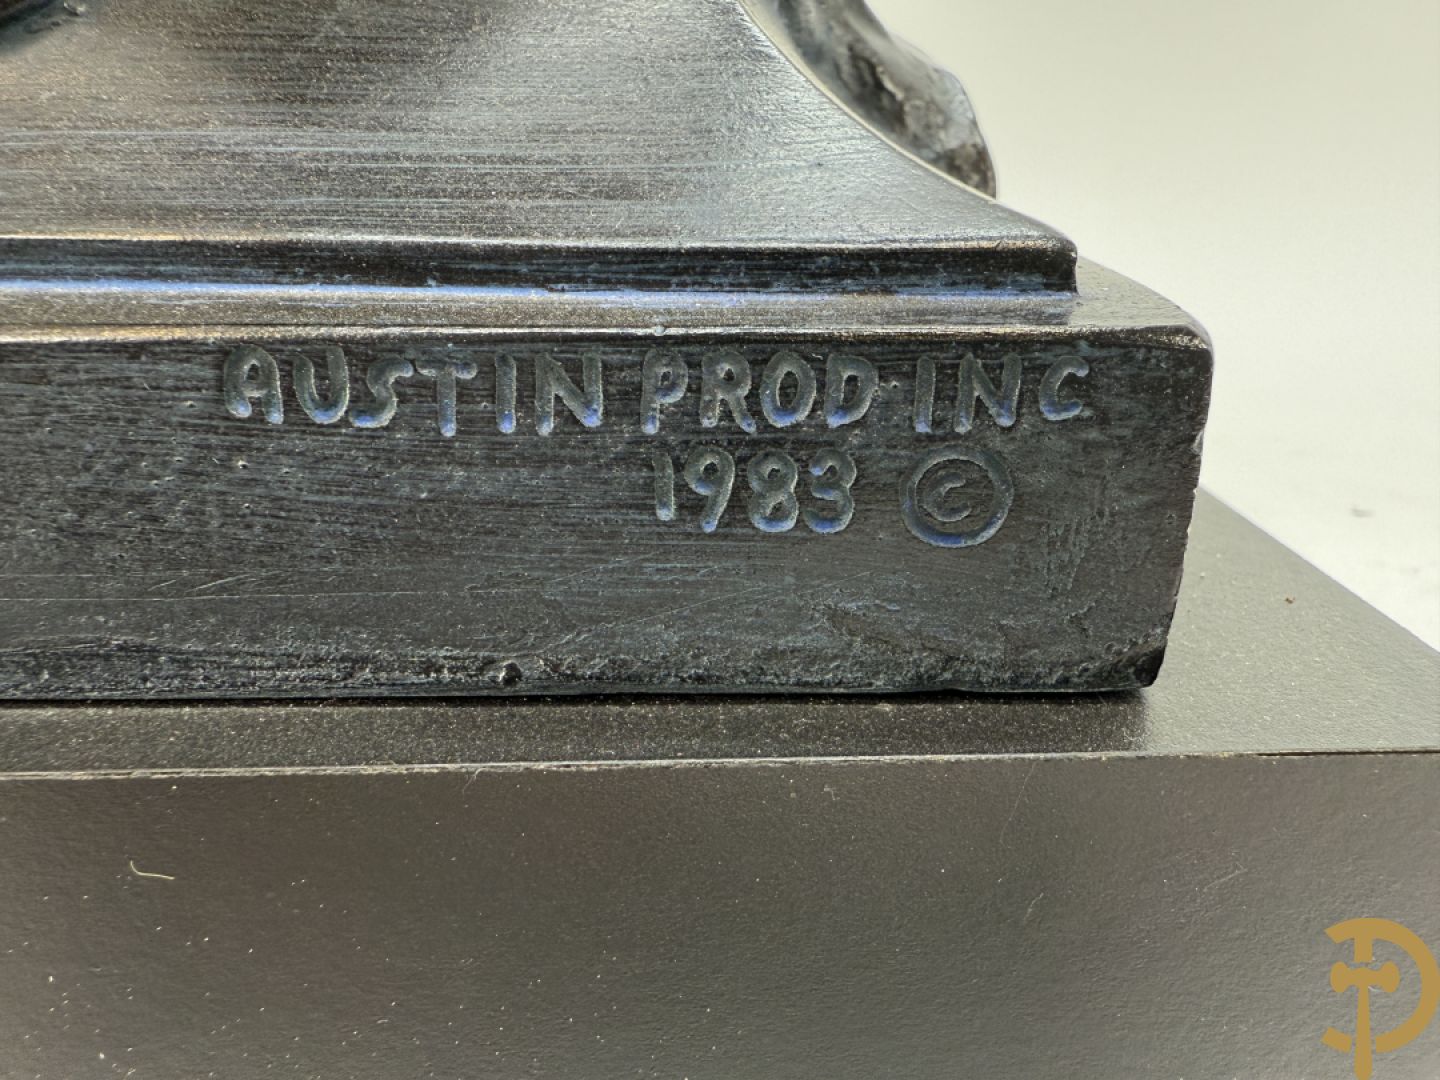 AUSTIN PROD INC
1983 ©